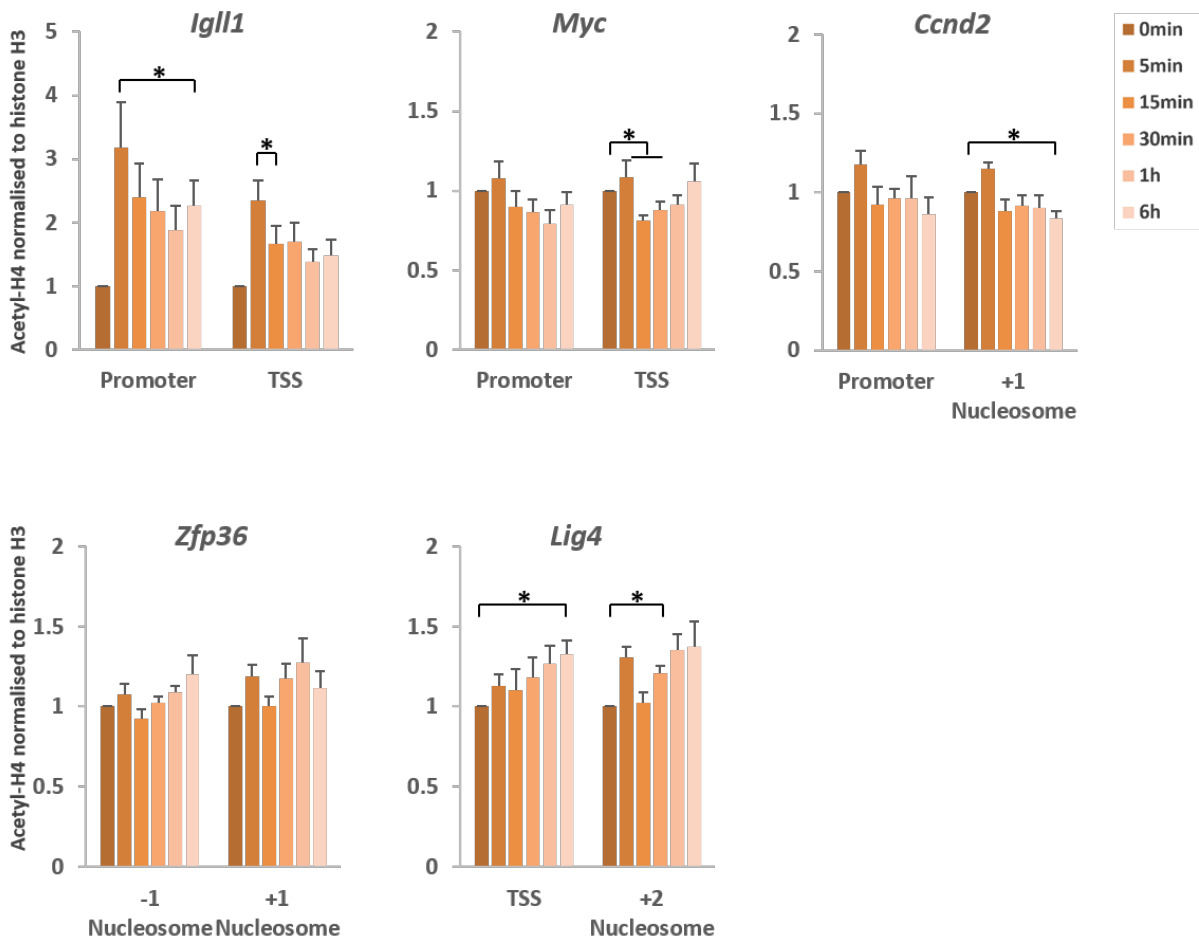 Igll1
Acetyl-H4 normalised to histone H3
5
4
3
2
1
0
*
*
Promoter
TSS
Myc
2
1.5
1
0.5
0
*
Promoter
TSS
Ccnd2
2
1.5
1
0.5
0
*
Promoter
+1
Nucleosome
0min
5min
15min
30min
1h
6h
Zfp36
Acetyl-H4 normalised to histone H3
2
1.5
1
0.5
0
-1
Nucleosome
+1
Nucleosome
Lig4
2
1.5
1
0.5
0
*
*
TSS
+2
Nucleosome